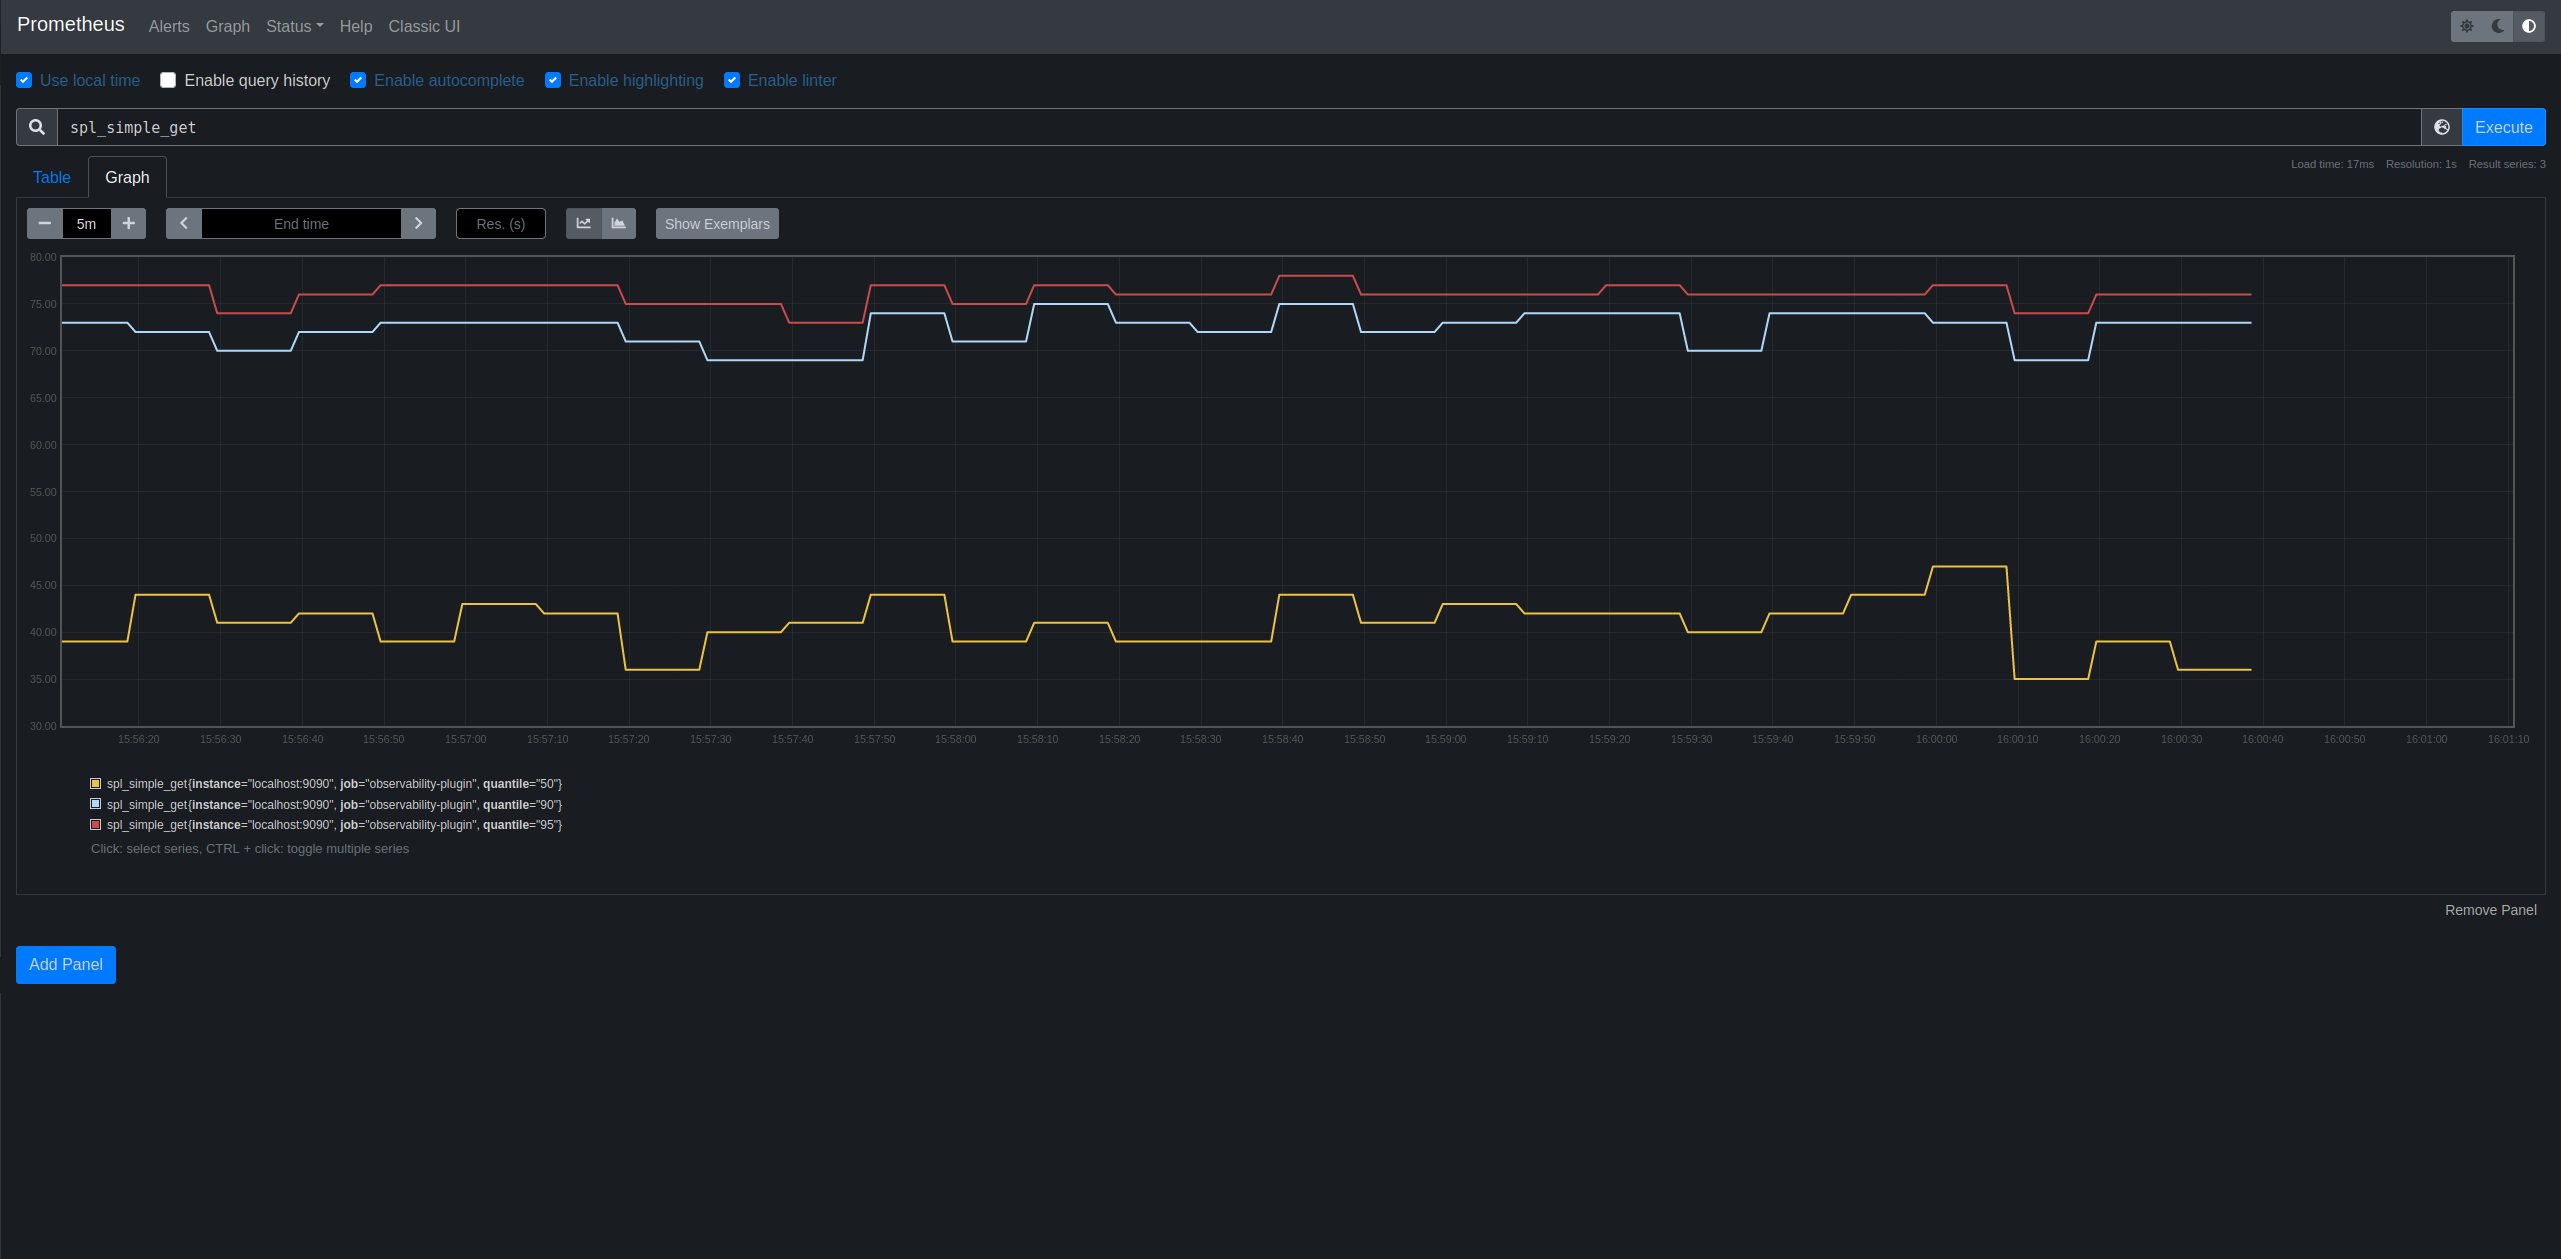 Prometheus Alerts Graph Status Help Classic UI
Use local time Enable query history Enable autocomplete Enable highlighting Enable linter
spl_simple_get Execute
Load time: 17ms Resolution: 1s Result series: 3
Table Graph
5m End time Res. (s) Show Exemplars
80.00
75.00
70.00
65.00
60.00
55.00
50.00
45.00
40.00
35.00
30.00
15:56:20 15:56:30 15:56:40 15:56:50 15:57:00 15:57:10 15:57:20 15:57:30 15:57:40 15:57:50 15:58:00 15:58:10 15:58:20 15:58:30 15:58:40 15:58:50 15:59:00 15:59:10 15:59:20 15:59:30 15:59:40 15:59:50 16:00:00 16:00:10 16:00:20 16:00:30 16:00:40 16:00:50 16:01:00 16:01:10
spl_simple_get{instance="localhost:9090", job="observability-plugin", quantile="50"}
spl_simple_get{instance="localhost:9090", job="observability-plugin", quantile="90"}
spl_simple_get{instance="localhost:9090", job="observability-plugin", quantile="95"}
Click: select series, CTRL + click: toggle multiple series
Remove Panel
Add Panel